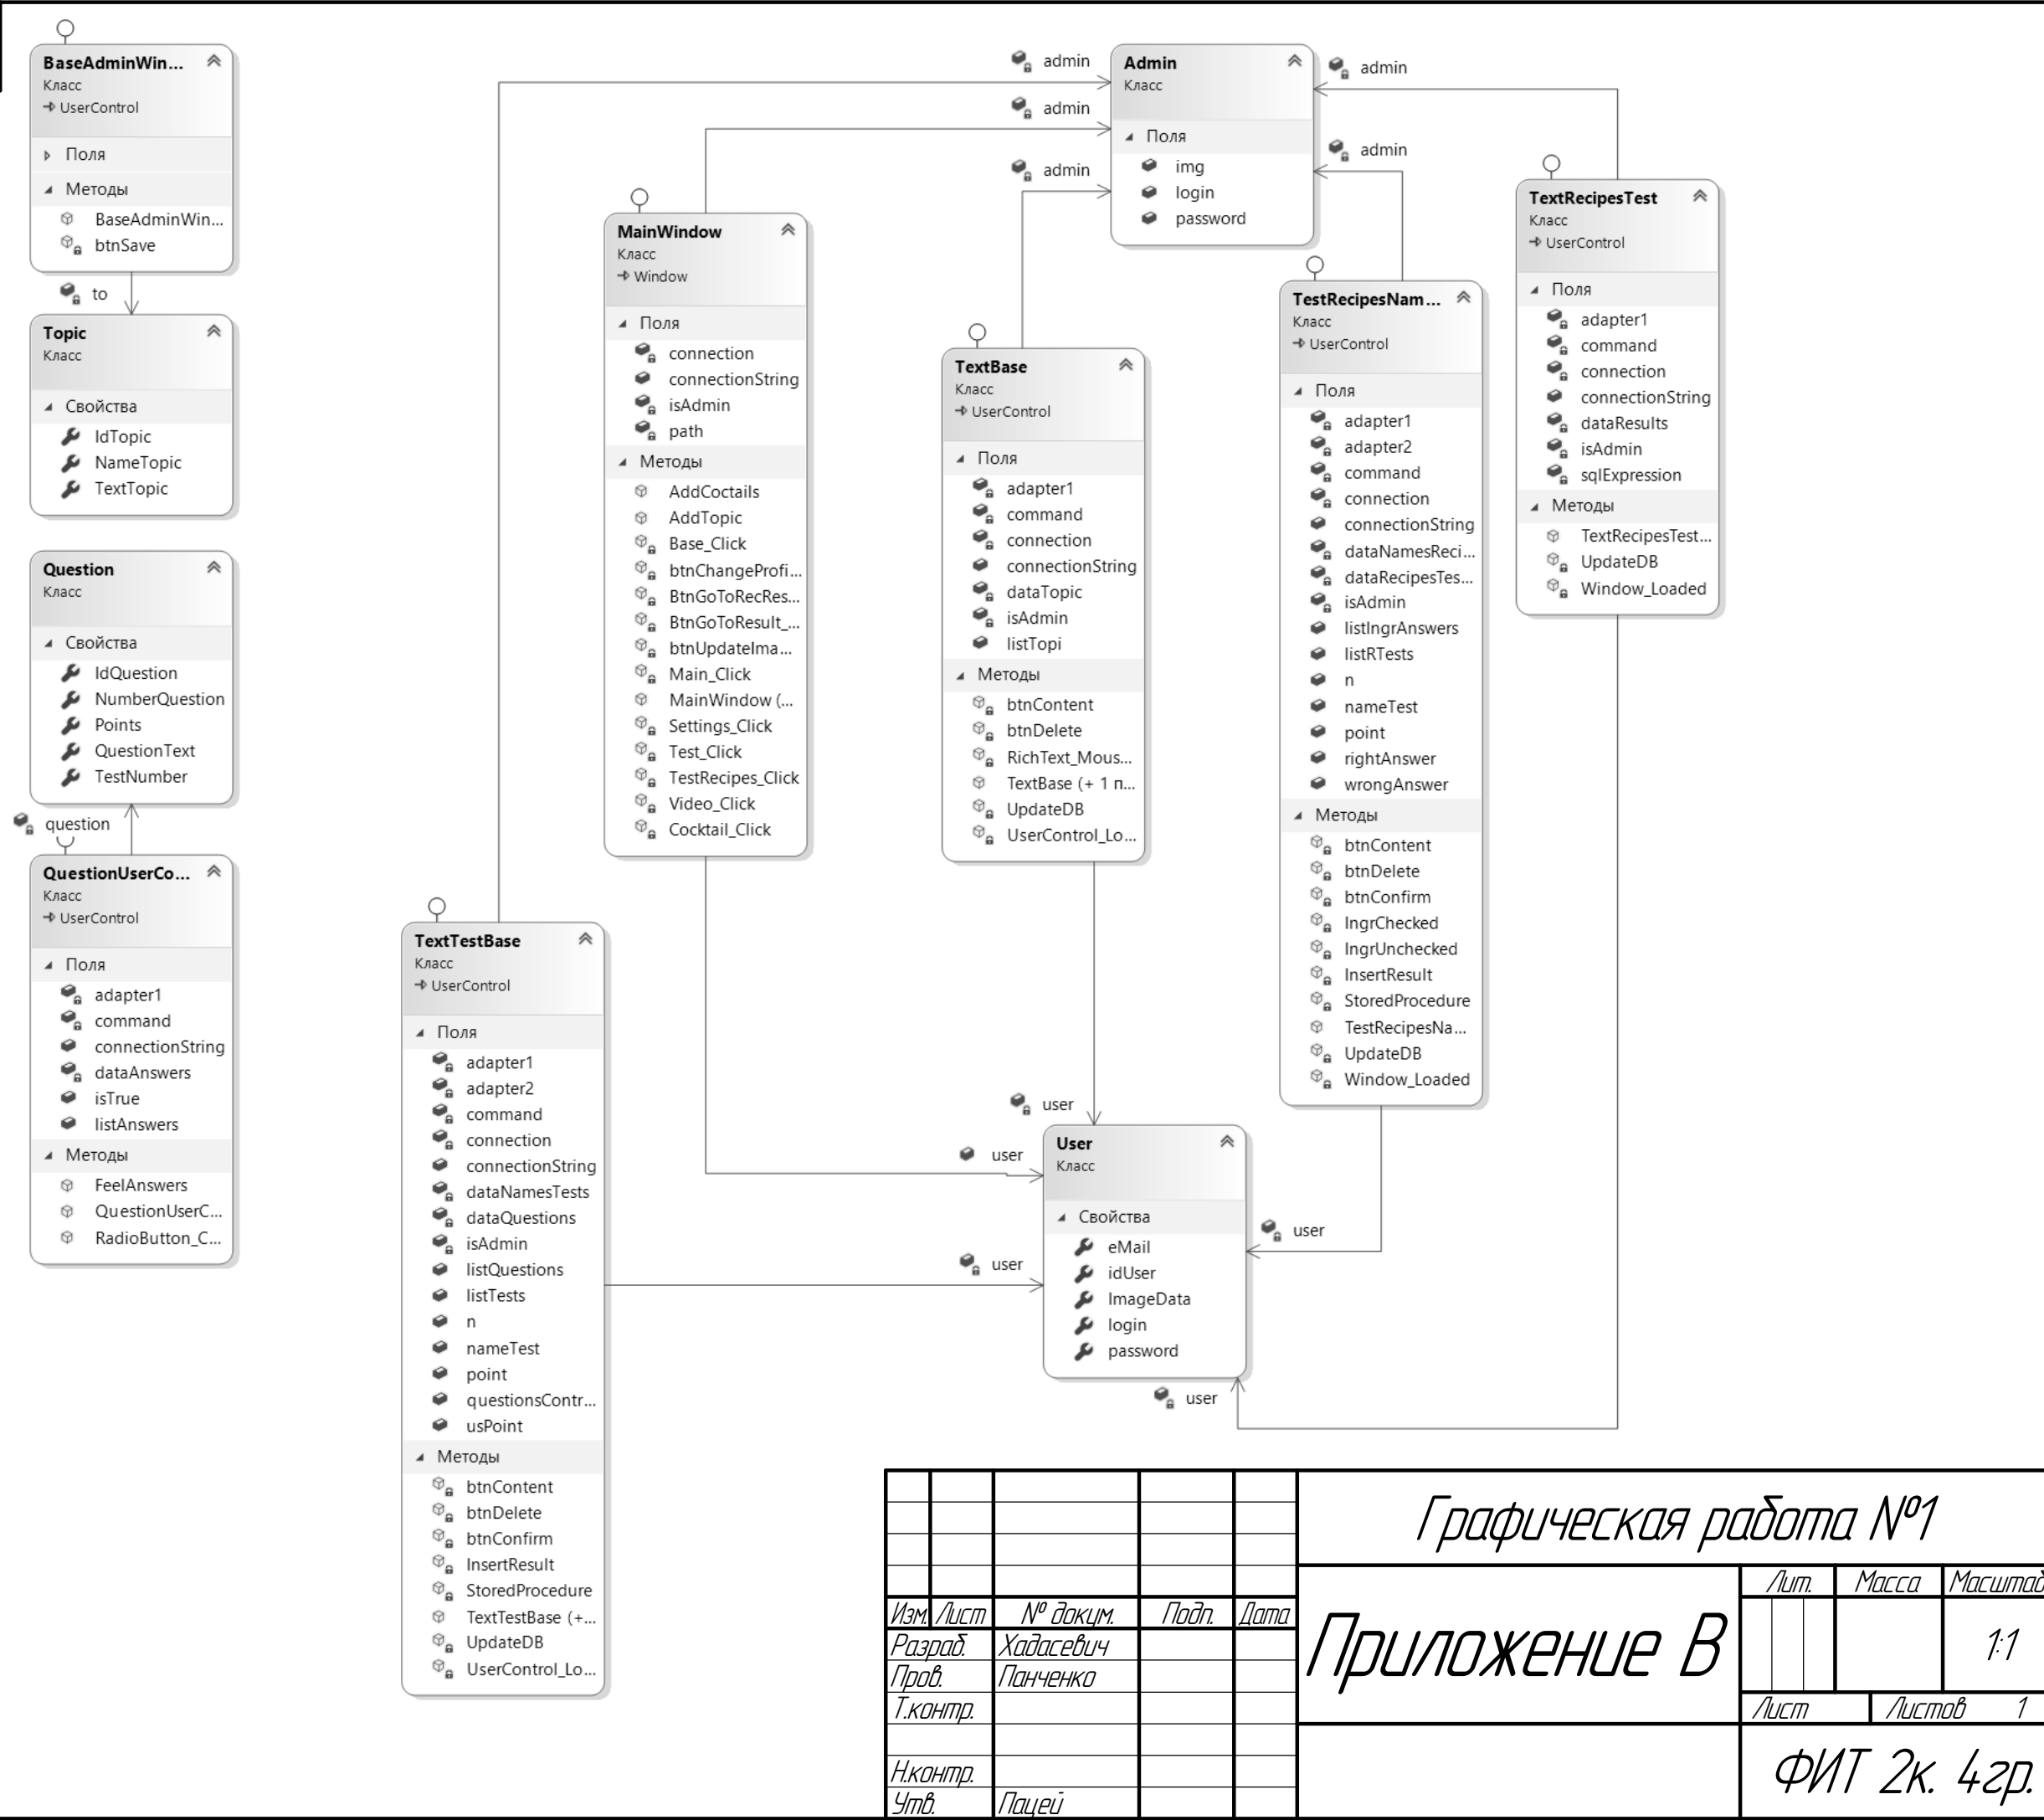 BaseAdminWin...
Класс
UserControl
Поля
Методы
BaseAdminWin...
btnSave
to
Topic
Класс
Свойства
IdTopic
NameTopic
TextTopic
Question
Класс
Свойства
IdQuestion
NumberQuestion
Points
QuestionText
TestNumber
question
QuestionUserCo...
Класс
UserControl
Поля
adapter1
command
connectionString
dataAnswers
isTrue
listAnswers
Методы
FeelAnswers
QuestionUserC...
RadioButton_C...
TextTestBase
Класс
UserControl
Поля
adapter1
adapter2
command
connection
connectionString
dataNamesTests
dataQuestions
isAdmin
listQuestions
listTests
n
nameTest
point
questionsContr...
usPoint
Методы
btnContent
btnDelete
btnConfirm
InsertResult
StoredProcedure
TextTestBase (+...
UpdateDB
UserControl_Lo...
MainWindow
Класс
Window
Поля
connection
connectionString
isAdmin
path
Методы
AddCoctails
AddTopic
Base_Click
btnChangeProfi...
BtnGoToRecRes...
BtnGoToResult_...
btnUpdateIma...
Main_Click
MainWindow (...
Settings_Click
Test_Click
TestRecipes_Click
Video_Click
Cocktail_Click
admin
admin
admin
Admin
Класс
Поля
img
login
password
admin
admin
TextBase
Класс
UserControl
Поля
adapter1
command
connection
connectionString
dataTopic
isAdmin
listTopi
Методы
btnContent
btnDelete
RichText_Mous...
TextBase (+ 1 п...
UpdateDB
UserControl_Lo...
TestRecipesNam...
Класс
UserControl
Поля
adapter1
adapter2
command
connection
connectionString
dataNamesReci...
dataRecipesTes...
isAdmin
listIngrAnswers
listRTests
n
nameTest
point
rightAnswer
wrongAnswer
Методы
btnContent
btnDelete
btnConfirm
IngrChecked
IngrUnchecked
InsertResult
StoredProcedure
TestRecipesNa...
UpdateDB
Window_Loaded
TextRecipesTest
Класс
UserControl
Поля
adapter1
command
connection
connectionString
dataResults
isAdmin
sqlExpression
Методы
TextRecipesTest...
UpdateDB
Window_Loaded
user
user
user
user
user
User
Класс
Свойства
eMail
idUser
ImageData
login
password
Графическая работа №1
Изм. Лист № докум. Подп. Дата
Разраб. Хадасевич
Пров. Панченко
Т.контр.
Н.контр.
Утв. Пацей
Приложение В
Лит. Масса Масштаб
1:1
Лист Листов 1
ФИТ 2к. 4гр.